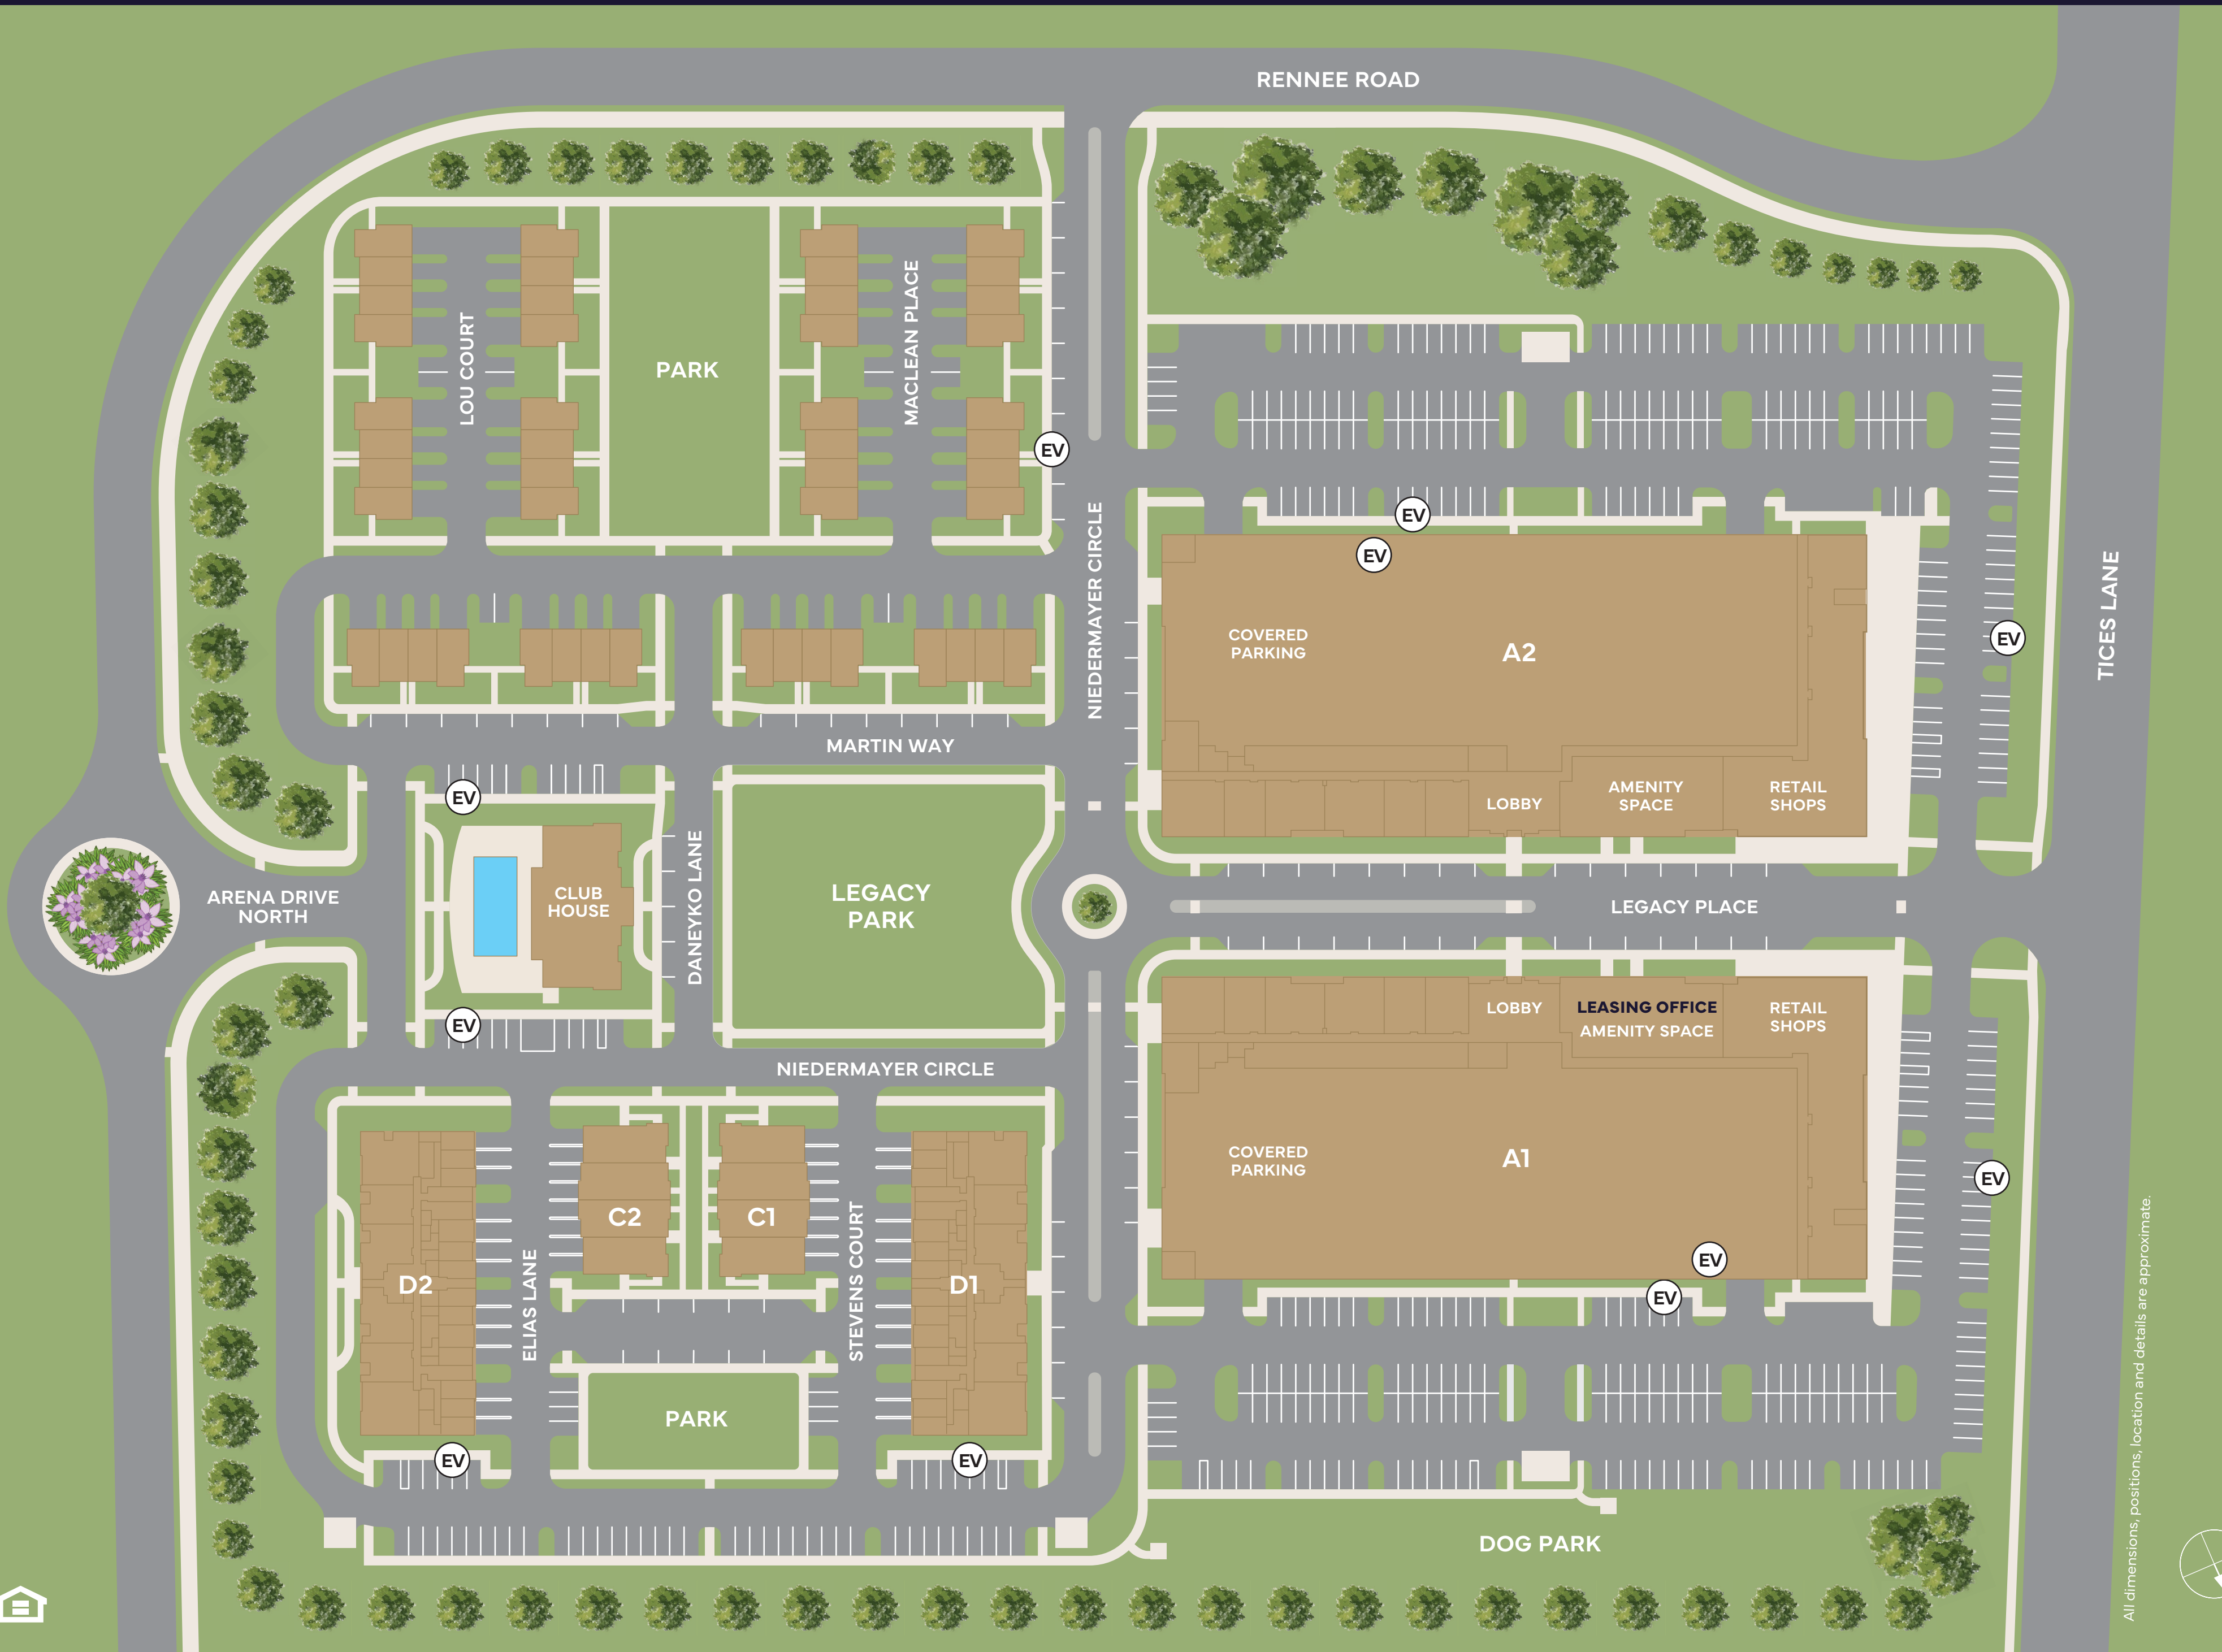 RENNEE ROAD
LOU COURT
PARK
MACLEAN PLACE
EV
EV
EV
NIEDERMAYER CIRCLE
COVERED
PARKING
A2
EV
TICES LANE
MARTIN WAY
EV
LOBBY
AMENITY
SPACE
RETAIL
SHOPS
ARENA DRIVE
NORTH
CLUB
HOUSE
DANEYKO LANE
LEGACY
PARK
LEGACY PLACE
EV
LOBBY
LEASING OFFICE
AMENITY SPACE
RETAIL
SHOPS
NIEDERMAYER CIRCLE
COVERED
PARKING
A1
EV
C2
C1
D2
ELIAS LANE
STEVENS COURT
D1
EV
EV
PARK
EV
EV
DOG PARK
All dimensions, positions, location and details are approximate.